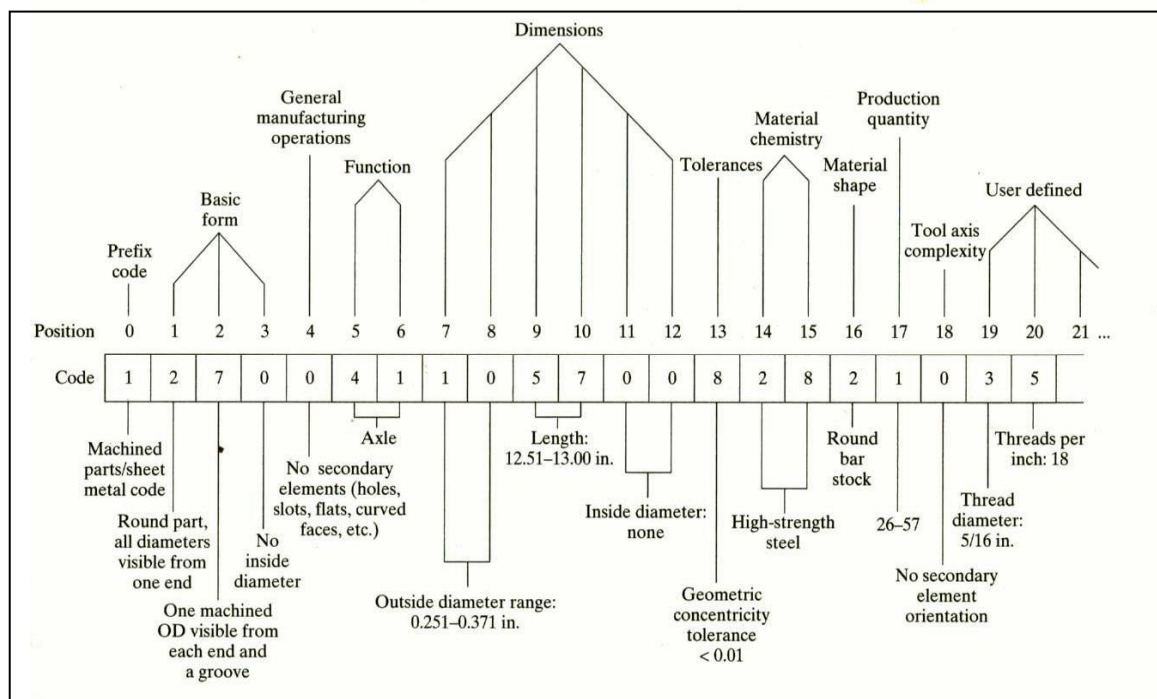 Dimensions
General
manufacturing
operations
Production
quantity
Material
chemistry
Function
Tolerances
Material
shape
User defined
Basic
form
Tool axis
complexity
Prefix
code
Position 0 1 2 3 4 5 6 7 8 9 10 11 12 13 14 15 16 17 18 19 20 21 ...
Code 1 2 7 0 0 4 1 1 0 5 7 0 0 8 2 8 2 1 0 3 5
Machined
parts/sheet
metal code
Round part,
all diameters
visible from
one end
One machined
OD visible from
each end and
a groove
No
inside
diameter
No secondary
elements (holes,
slots, flats, curved
faces, etc.)
Axle
Outside diameter range:
0.251–0.371 in.
Length:
12.51–13.00 in.
Inside diameter:
none
Geometric
concentricity
tolerance
< 0.01
High-strength
steel
Round
bar
stock
26–57
No secondary
element
orientation
Thread
diameter:
5/16 in.
Threads per
inch: 18